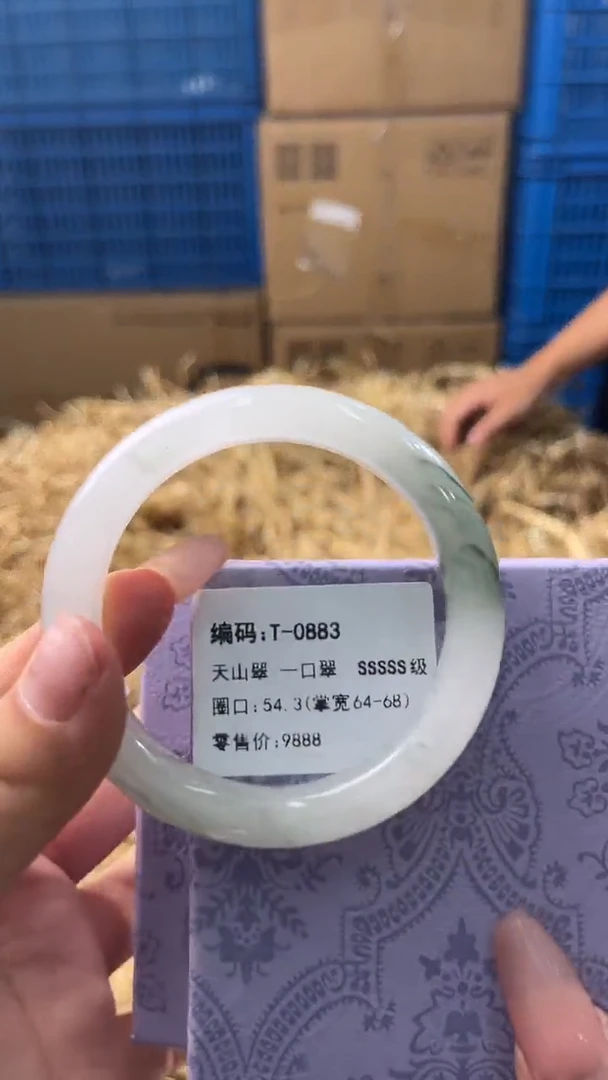 编码:T-0883
天山翠 一口翠 SSSSS级
圈口:54.3(掌宽64-68)
零售价:9888